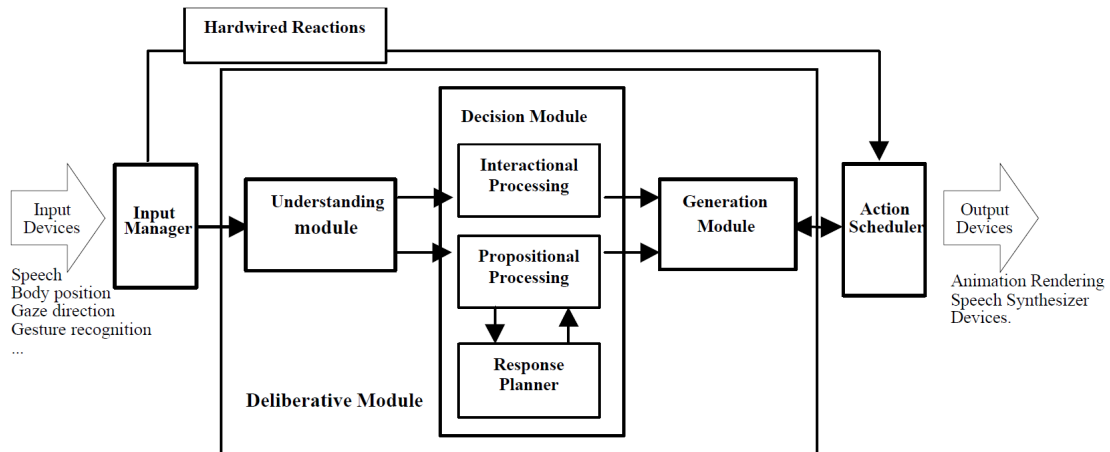 Hardwired Reactions
Decision Module
Interactional
Processing
Understanding
module
Generation
Module
Input
Manager
Action
Scheduler
Input
Devices
Output
Devices
Propositional
Processing
Speech
Body position
Gaze direction
Gesture recognition
...
Animation Rendering
Speech Synthesizer
Devices.
Response
Planner
Deliberative Module